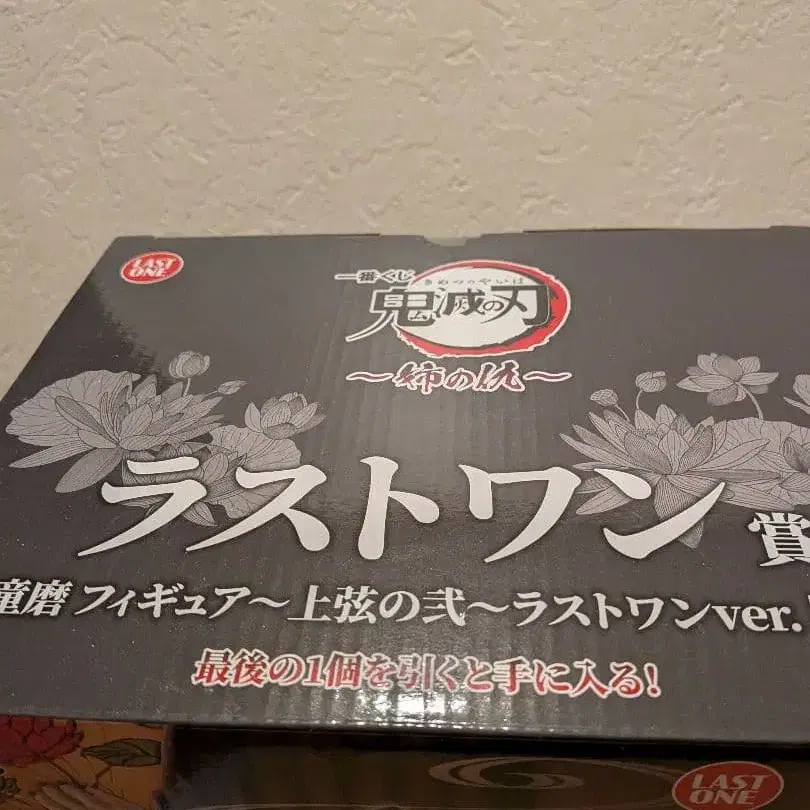 LAST
ONE
一番くじ
きめつのやいば
鬼滅の刃
～姉の仇～
ラストワン賞
童磨 フィギュア～上弦の弐～ラストワンver.
最後の1個を引くと手に入る!
LAST
ONE